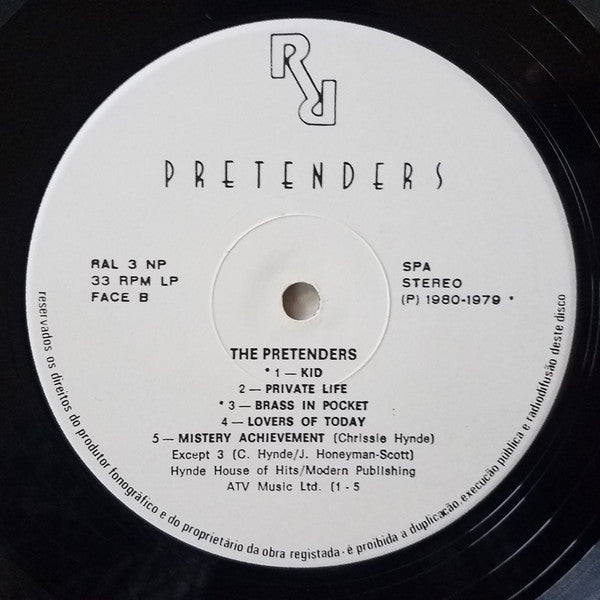 RR
PRETENDERS
RAL 3 NP
33 RPM LP
FACE B
SPA
STEREO
(P) 1980-1979 *
THE PRETENDERS
* 1 — KID
2 — PRIVATE LIFE
* 3 — BRASS IN POCKET
4 — LOVERS OF TODAY
5 — MISTERY ACHIEVEMENT (Chrissie Hynde)
Except 3 (C. Hynde/J. Honeyman-Scott)
Hynde House of Hits/Modern Publishing
ATV Music Ltd. (1 - 5
reservados os direitos do produtor fonográfico e do proprietário da obra registada - é proibida a duplicação execução pública e radiodifusão deste disco